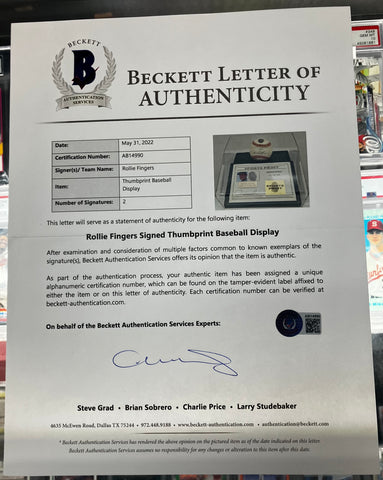 BECKETT
B
AUTHENTICATION
SERVICES
BECKETT LETTER OF
AUTHENTICITY
Date: May 31, 2022
Certification Number: AB14990
Signer(s)/ Team Name: Rollie Fingers
Item: Thumbprint Baseball
Display
Number of Signatures: 2
This letter will serve as a statement of authenticity for the following item:
Rollie Fingers Signed Thumbprint Baseball Display
After examination and consideration of multiple factors common to known exemplars of the
signature(s), Beckett Authentication Services offers its opinion that the item is authentic.
As part of the authentication process, your authentic item has been assigned a unique
alphanumeric certification number, which can be found on the tamper-evident label affixed to
either the item or on this letter of authenticity. Each certification number can be verified at
beckett-authentication.com.
On behalf of the Beckett Authentication Services Experts:
Steve Grad • Brian Sobrero • Charlie Price • Larry Studebaker
4635 McEwen Road, Dallas TX 75244 • 972.448.9188 • www.beckett-authentication.com • authentication@beckett.com
* Beckett Authentication Services has rendered the above opinion on the pictured item as of the date indicated on this letter.
Beckett Authentication Services assumes no responsibility for any changes or alteration to this item after this date.